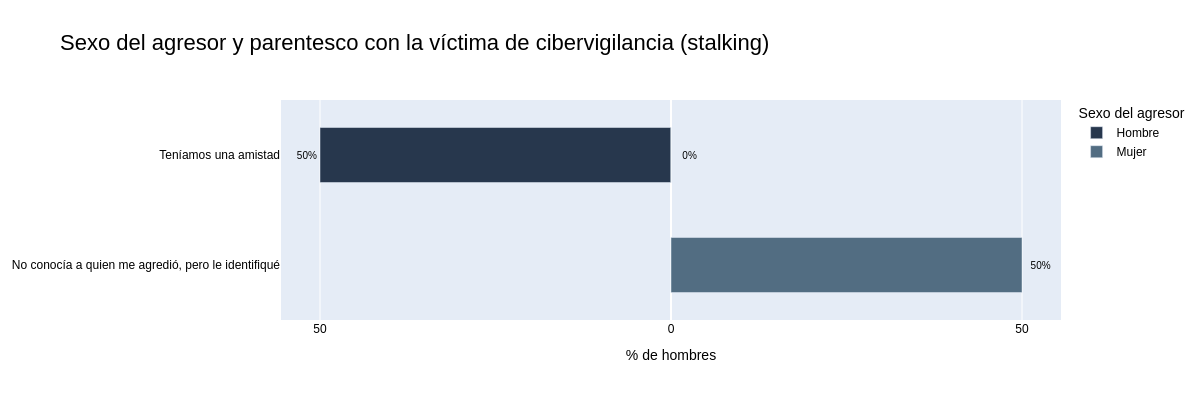 Sexo del agresor y parentesco con la víctima de cibervigilancia (stalking)
Sexo del agresor
Hombre
Mujer
Teníamos una amistad
50%
0%
No conocía a quien me agredió, pero le identifiqué
50%
50
0
50
% de hombres